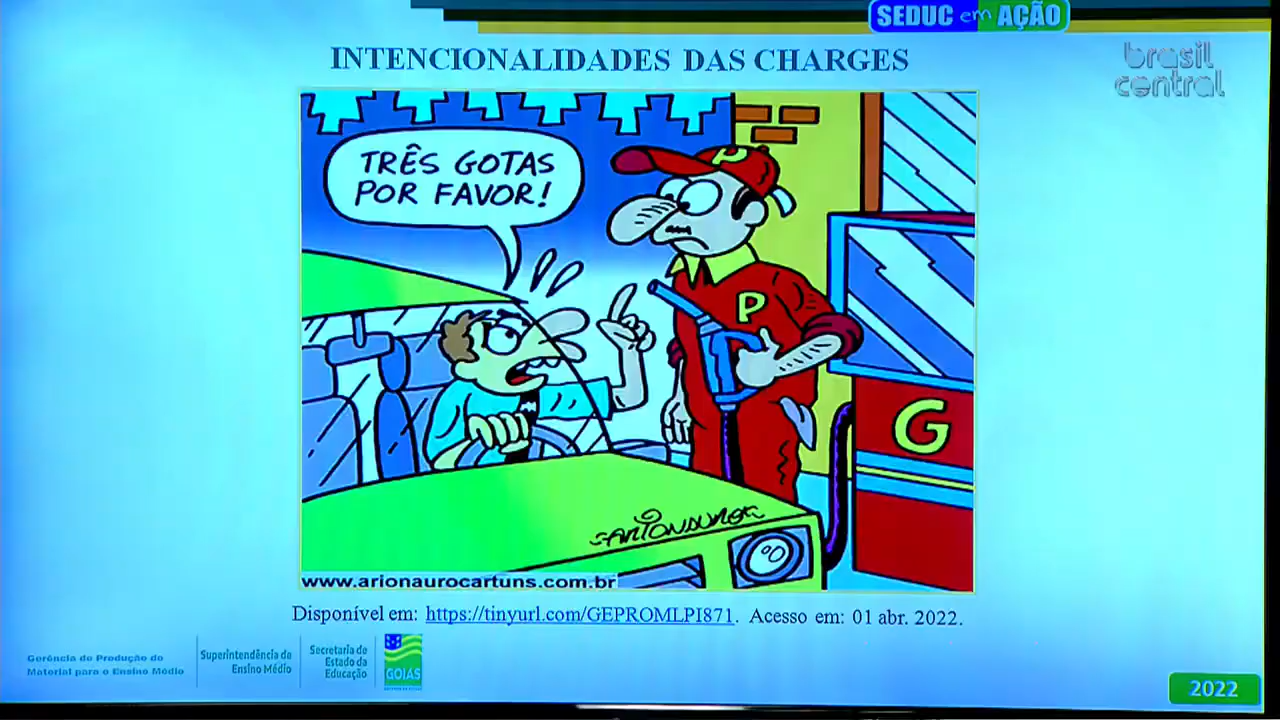 SEDUC em AÇÃO
brasil
central
INTENCIONALIDADES DAS CHARGES
TRÊS GOTAS
POR FAVOR!
P
P
G
ARIONAURO
www.arionaurocartuns.com.br
Disponível em: https://tinyurl.com/GEPROMLPI871. Acesso em: 01 abr. 2022.
Gerência de Produção de
Material para o Ensino Médio
Superintendência de
Ensino Médio
Secretaria de
Estado da
Educação
GOIÁS
2022